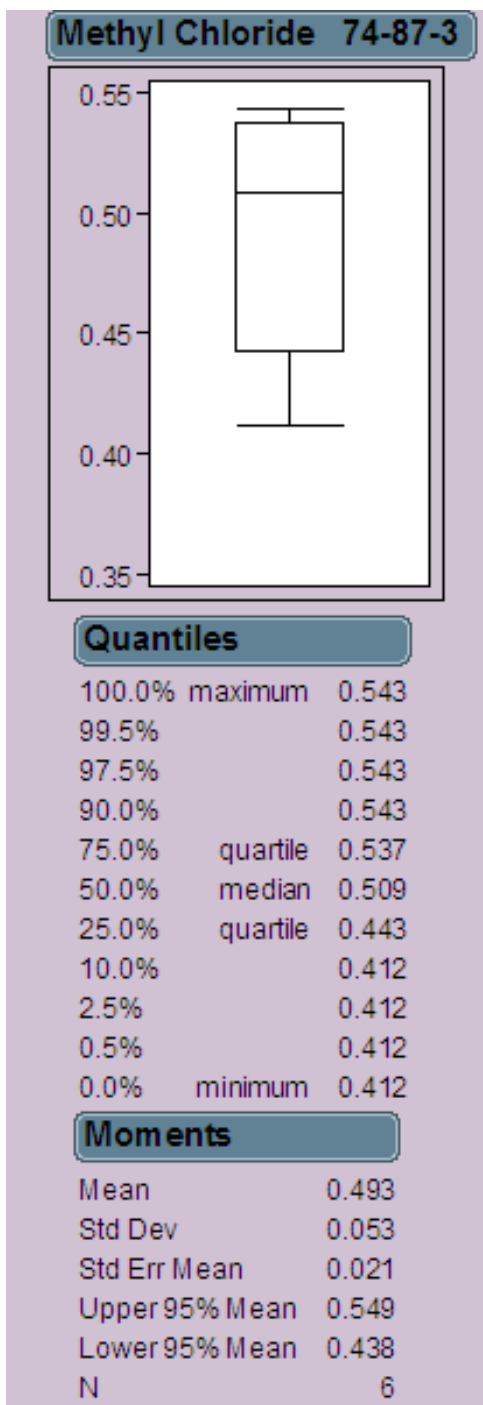 Methyl Chloride 74-87-3
0.55
0.50
0.45
0.40
0.35
Quantiles
100.0% maximum 0.543
99.5% 0.543
97.5% 0.543
90.0% 0.543
75.0% quartile 0.537
50.0% median 0.509
25.0% quartile 0.443
10.0% 0.412
2.5% 0.412
0.5% 0.412
0.0% minimum 0.412
Moments
Mean 0.493
Std Dev 0.053
Std Err Mean 0.021
Upper 95% Mean 0.549
Lower 95% Mean 0.438
N 6